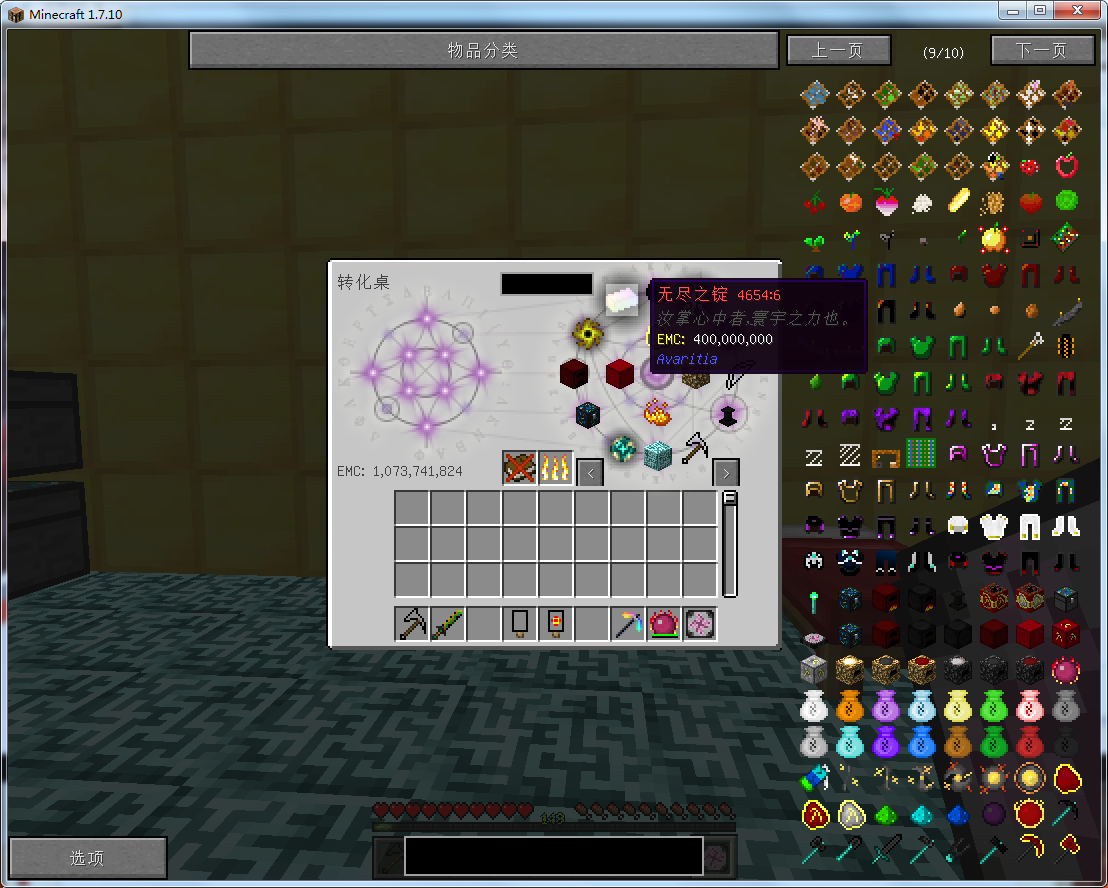 Minecraft 1.7.10
物品分类
上一页
(9/10)
下一页
转化桌
无尽之锭 4654:6
汝掌心中者,寰宇之力也。
EMC: 400,000,000
Avaritia
EMC: 1,073,741,824
<
>
149
选项